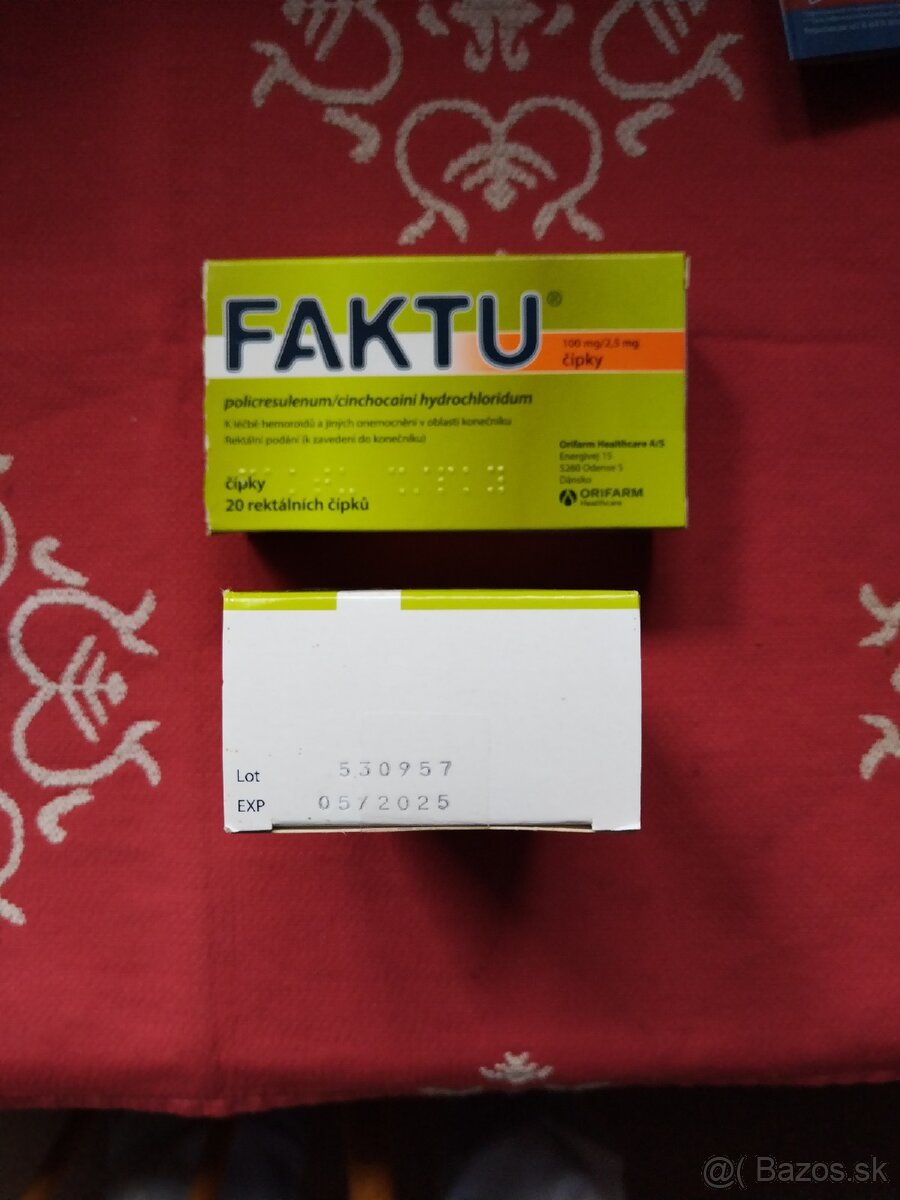 FAKTU®
100 mg/2,5 mg
čípky
policresulenum/cinchocaini hydrochloridum
K léčbě hemoroidů a jiných onemocnění v oblasti konečníku
Rektální podání (k zavedení do konečníku)
Orifarm Healthcare A/S
Energivej 15
5260 Odense S
Dánsko
ORIFARM
Healthcare
čípky
20 rektálních čípků
Lot 530957
EXP 05/2025
@( Bazos.sk